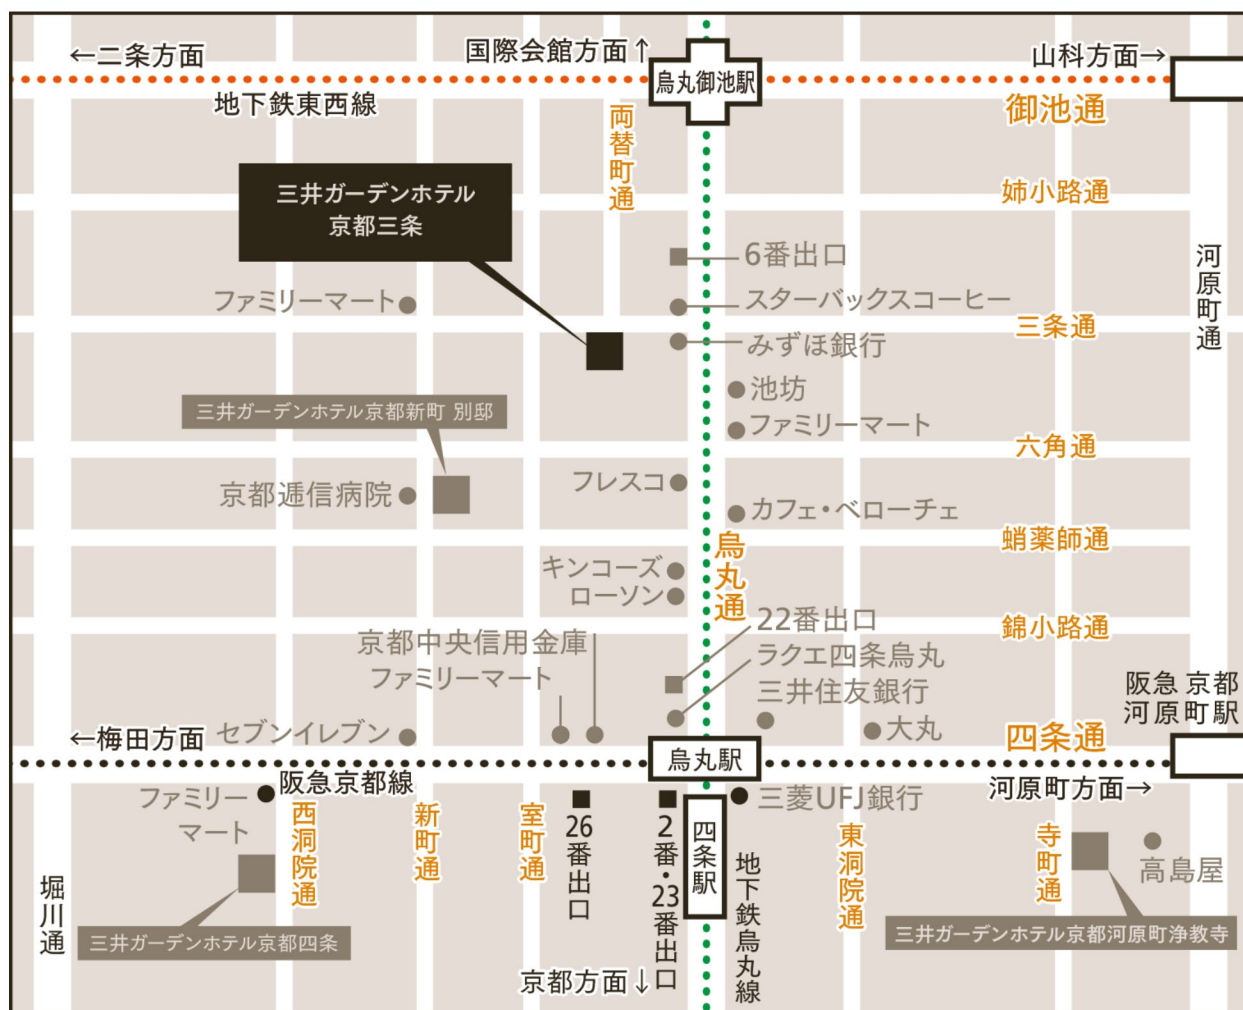 ←二条方面
国際会館方面↑
烏丸御池駅
山科方面→
地下鉄東西線
御池通
両替町通
三井ガーデンホテル
京都三条
姉小路通
6番出口
河原町通
ファミリーマート
スターバックスコーヒー
三条通
みずほ銀行
池坊
三井ガーデンホテル京都新町 別邸
ファミリーマート
六角通
京都逓信病院
フレスコ
カフェ・ベローチェ
烏丸通
蛸薬師通
キンコーズ
ローソン
22番出口
錦小路通
京都中央信用金庫
ラクエ四条烏丸
ファミリーマート
三井住友銀行
阪急 京都
河原町駅
←梅田方面
セブンイレブン
大丸
四条通
烏丸駅
阪急京都線
河原町方面→
ファミリー
マート
西洞院通
新町通
室町通
26番出口
2番・23番出口
四条駅
三菱UFJ銀行
地下鉄烏丸線
東洞院通
寺町通
高島屋
堀川通
三井ガーデンホテル京都四条
三井ガーデンホテル京都河原町浄教寺
京都方面↓